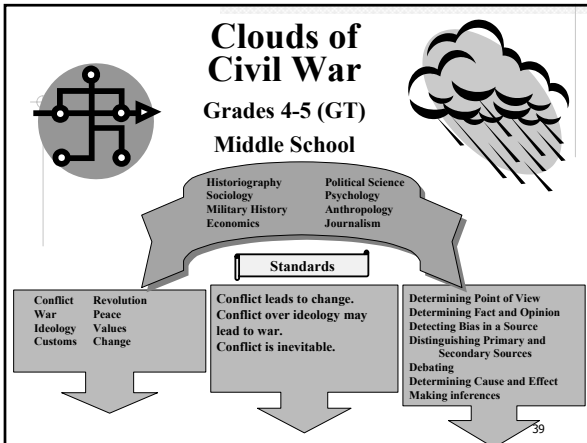 Clouds of
Civil War
Grades 4-5 (GT)
Middle School
Historiography
Sociology
Military History
Economics
Political Science
Psychology
Anthropology
Journalism
Standards
Conflict
War
Ideology
Customs
Revolution
Peace
Values
Change
Conflict leads to change.
Conflict over ideology may
lead to war.
Conflict is inevitable.
Determining Point of View
Determining Fact and Opinion
Detecting Bias in a Source
Distinguishing Primary and
Secondary Sources
Debating
Determining Cause and Effect
Making inferences
39